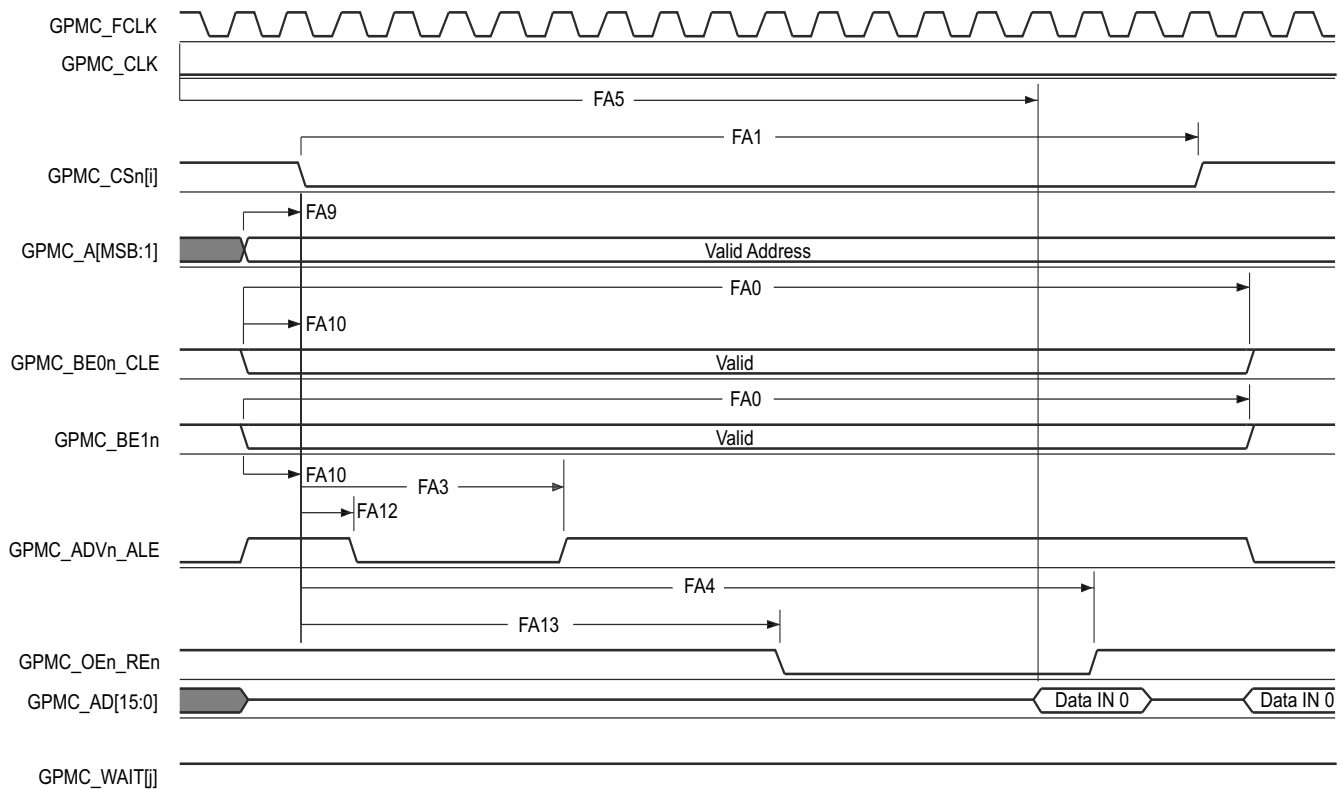 GPMC_FCLK
GPMC_CLK
FA5
FA1
GPMC_CSn[i]
FA9
GPMC_A[MSB:1]
Valid Address
FA0
FA10
GPMC_BE0n_CLE
Valid
FA0
GPMC_BE1n
Valid
FA10
FA3
FA12
GPMC_ADVn_ALE
FA4
FA13
GPMC_OEn_REn
GPMC_AD[15:0]
Data IN 0
Data IN 0
GPMC_WAIT[j]